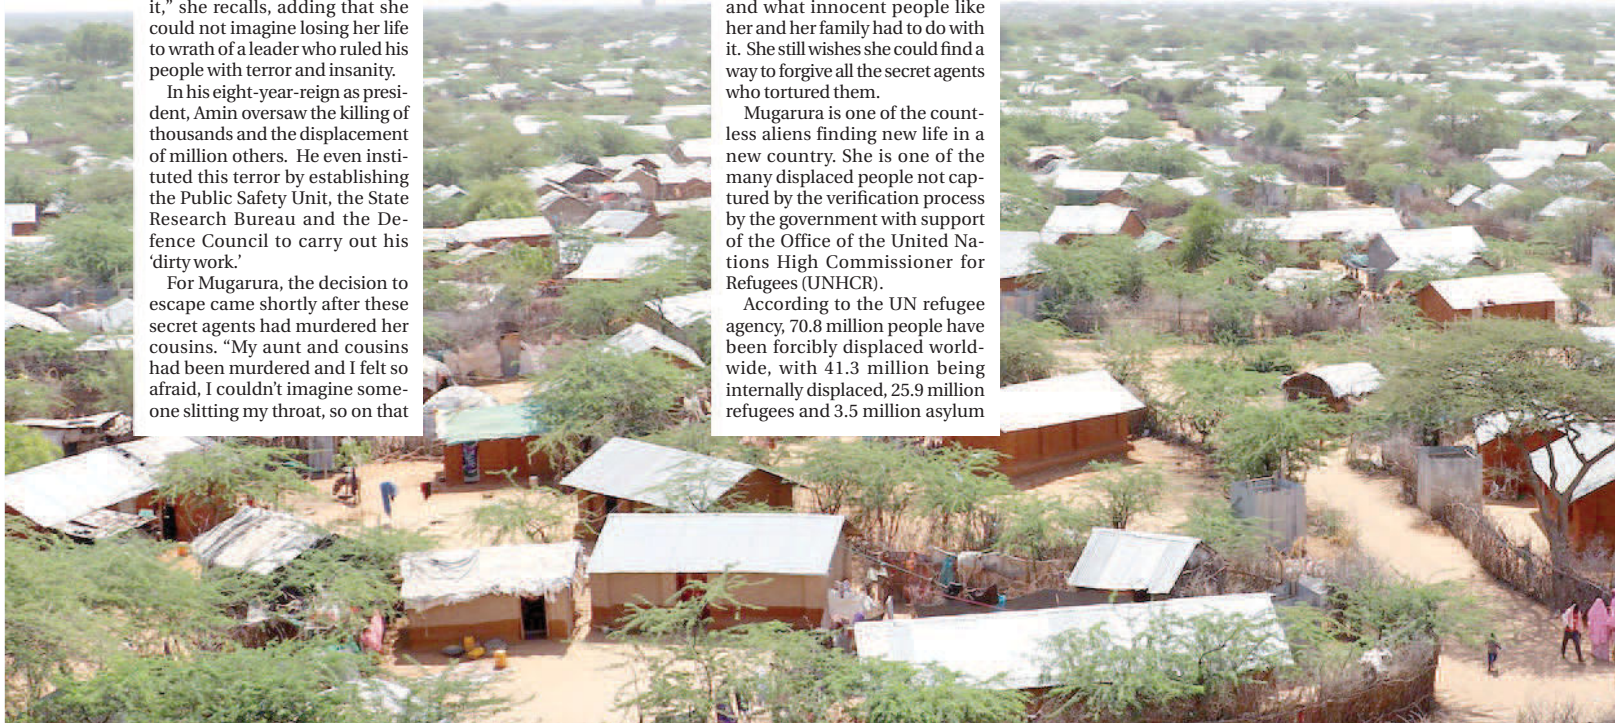 it,” she recalls, adding that she
could not imagine losing her life
to wrath of a leader who ruled his
people with terror and insanity.
In his eight-year-reign as presi-
dent, Amin oversaw the killing of
thousands and the displacement
of million others. He even insti-
tuted this terror by establishing
the Public Safety Unit, the State
Research Bureau and the De-
fence Council to carry out his
‘dirty work.’
For Mugarura, the decision to
escape came shortly after these
secret agents had murdered her
cousins. “My aunt and cousins
had been murdered and I felt so
afraid, I couldn’t imagine some-
one slitting my throat, so on that
and what innocent people like
her and her family had to do with
it. She still wishes she could find a
way to forgive all the secret agents
who tortured them.
Mugarura is one of the count-
less aliens finding new life in a
new country. She is one of the
many displaced people not cap-
tured by the verification process
by the government with support
of the Office of the United Na-
tions High Commissioner for
Refugees (UNHCR).
According to the UN refugee
agency, 70.8 million people have
been forcibly displaced world-
wide, with 41.3 million being
internally displaced, 25.9 million
refugees and 3.5 million asylum